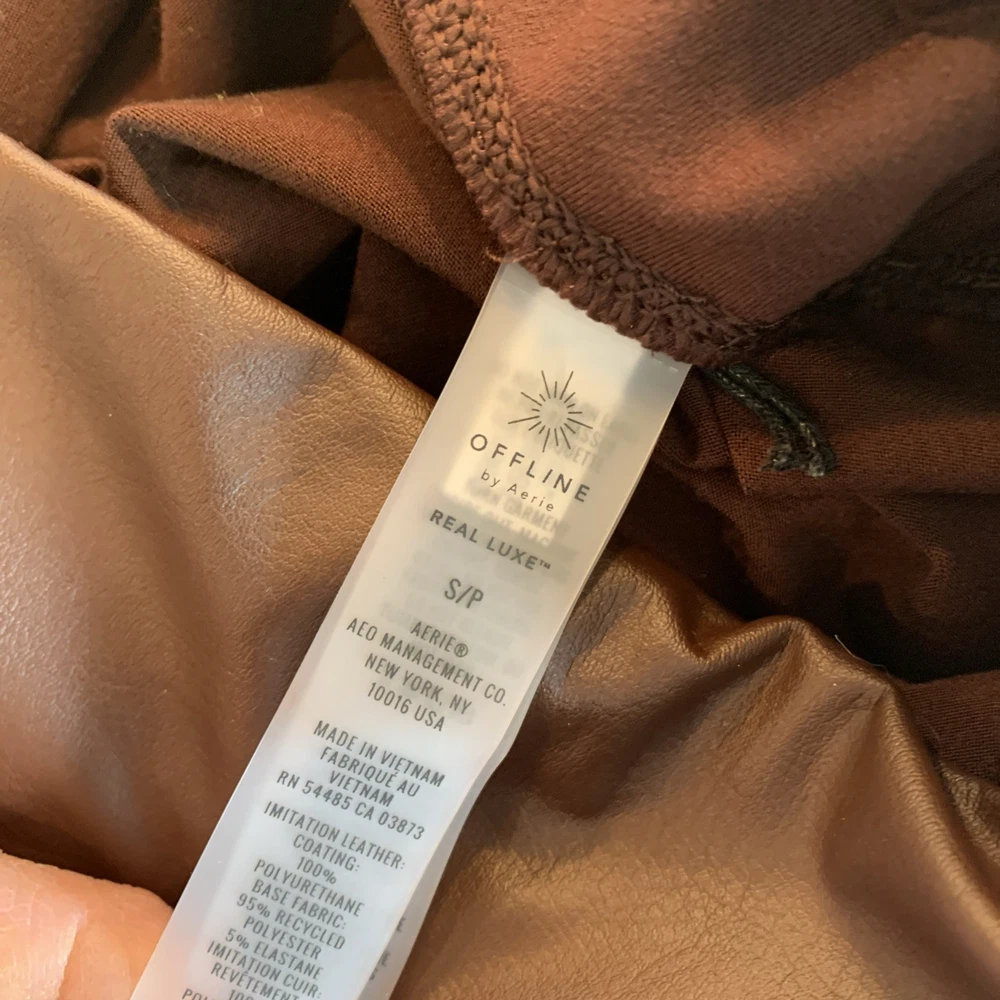 OFFLINE
by Aerie
REAL LUXE™
S/P
AERIE®
AEO MANAGEMENT CO.
NEW YORK, NY
10016 USA
MADE IN VIETNAM
FABRIQUÉ AU
VIETNAM
RN 54485 CA 03873
IMITATION LEATHER:
COATING:
100%
POLYURETHANE
BASE FABRIC:
95% RECYCLED
POLYESTER
5% ELASTANE
IMITATION CUIR:
REVÊTEMENT
100%